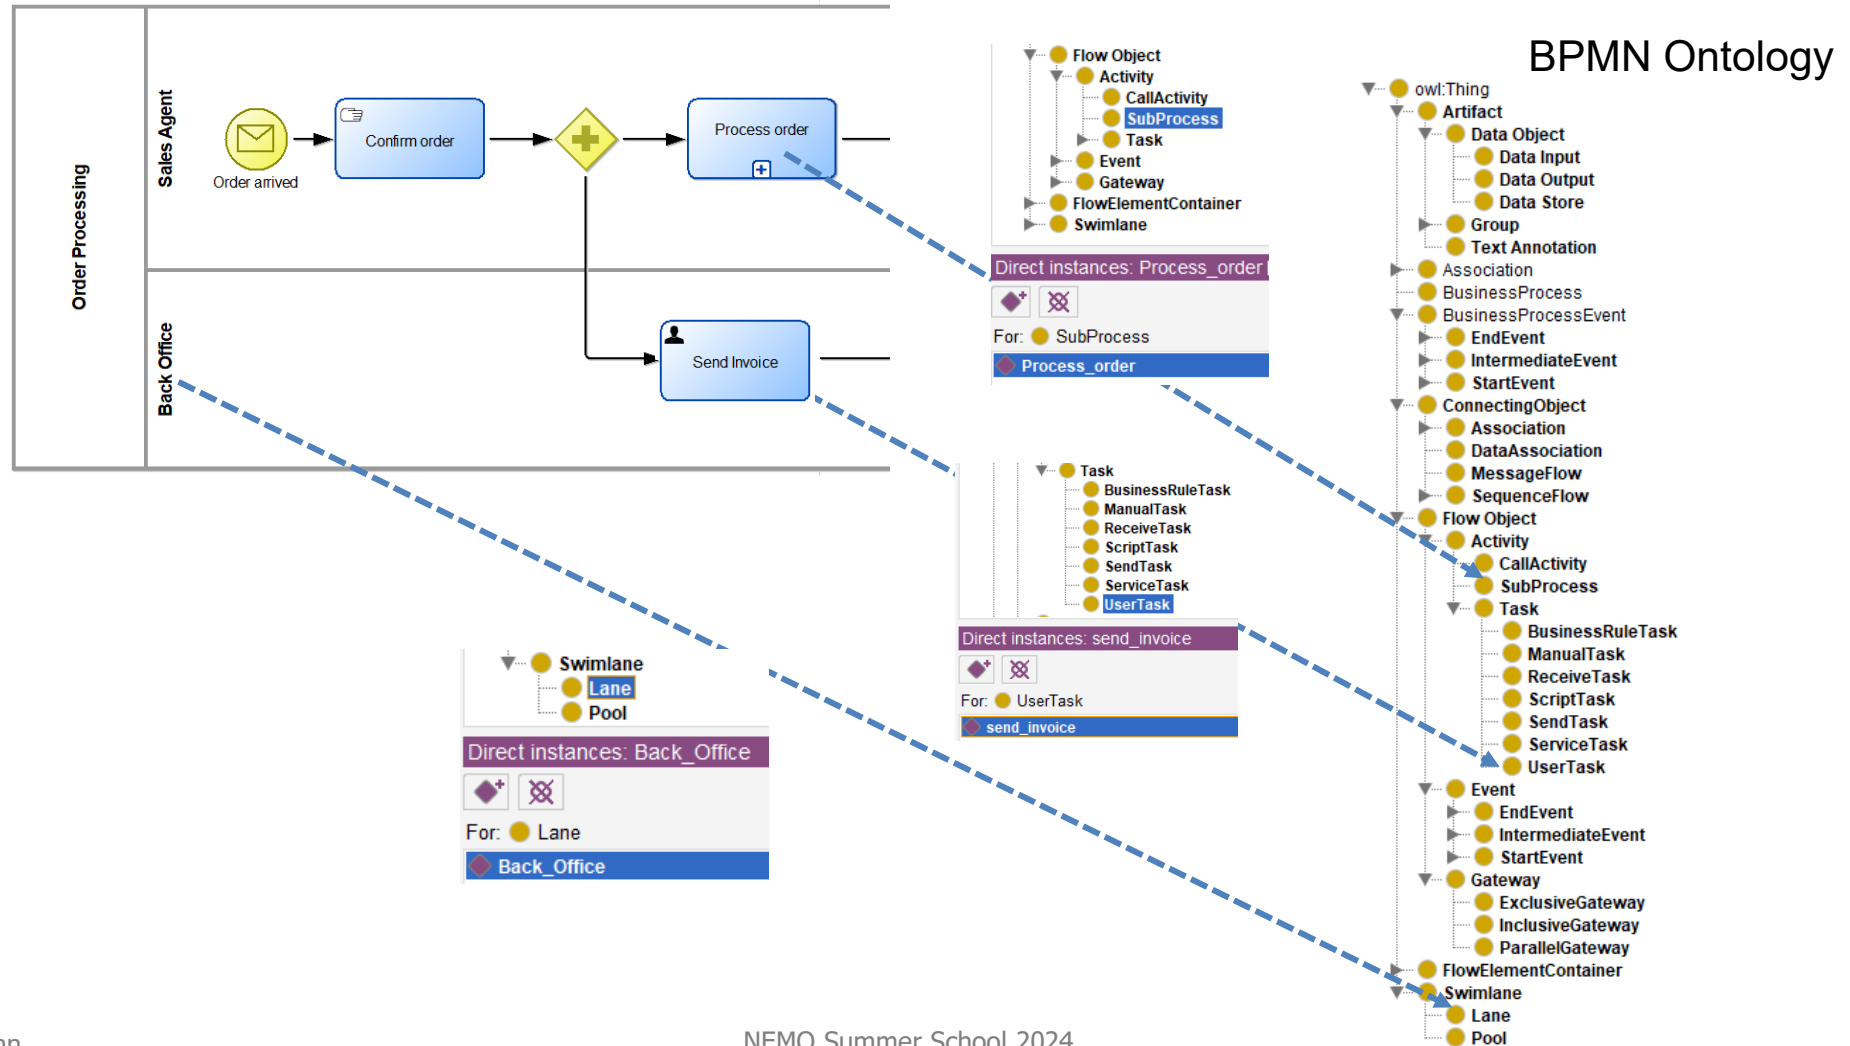 BPMN Ontology
Order Processing
Sales Agent
Order arrived
Confirm order
Process order
Back Office
Send Invoice
Flow Object
Activity
CallActivity
SubProcess
Task
Event
Gateway
FlowElementContainer
Swimlane
Direct instances: Process_order
For: SubProcess
Process_order
Task
BusinessRuleTask
ManualTask
ReceiveTask
ScriptTask
SendTask
ServiceTask
UserTask
Direct instances: send_invoice
For: UserTask
send_invoice
Swimlane
Lane
Pool
Direct instances: Back_Office
For: Lane
Back_Office
owl:Thing
Artifact
Data Object
Data Input
Data Output
Data Store
Group
Text Annotation
Association
BusinessProcess
BusinessProcessEvent
EndEvent
IntermediateEvent
StartEvent
ConnectingObject
Association
DataAssociation
MessageFlow
SequenceFlow
Flow Object
Activity
CallActivity
SubProcess
Task
BusinessRuleTask
ManualTask
ReceiveTask
ScriptTask
SendTask
ServiceTask
UserTask
Event
EndEvent
IntermediateEvent
StartEvent
Gateway
ExclusiveGateway
InclusiveGateway
ParallelGateway
FlowElementContainer
Swimlane
Lane
Pool
NEMO Summer School 2024